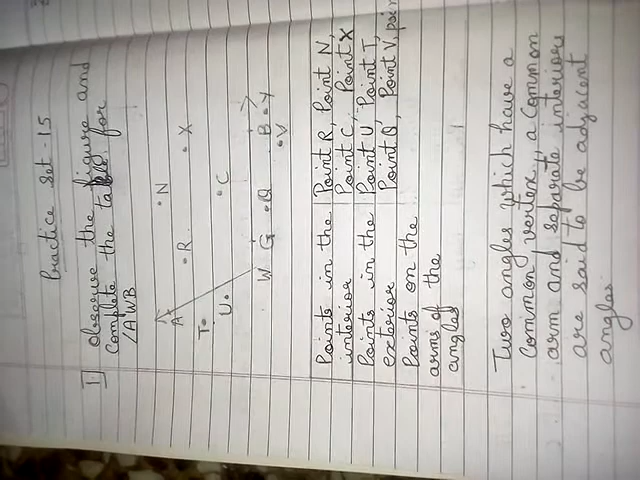 Practice Set - 15
1] Observe the figure and
Complete the table for
∠AWB
A
R
N
X
T
U
C
W
G
Q
B
Y
V
Points in the interior
Point R, Point N,
Point C, Point X
Points in the exterior
Point U, Point T,
Point Q, Point V,
Points on the
arms of the
angles
Two angles which have a
Common vertex, a Common
arm and separate interiors
are said to be adjacent
angles